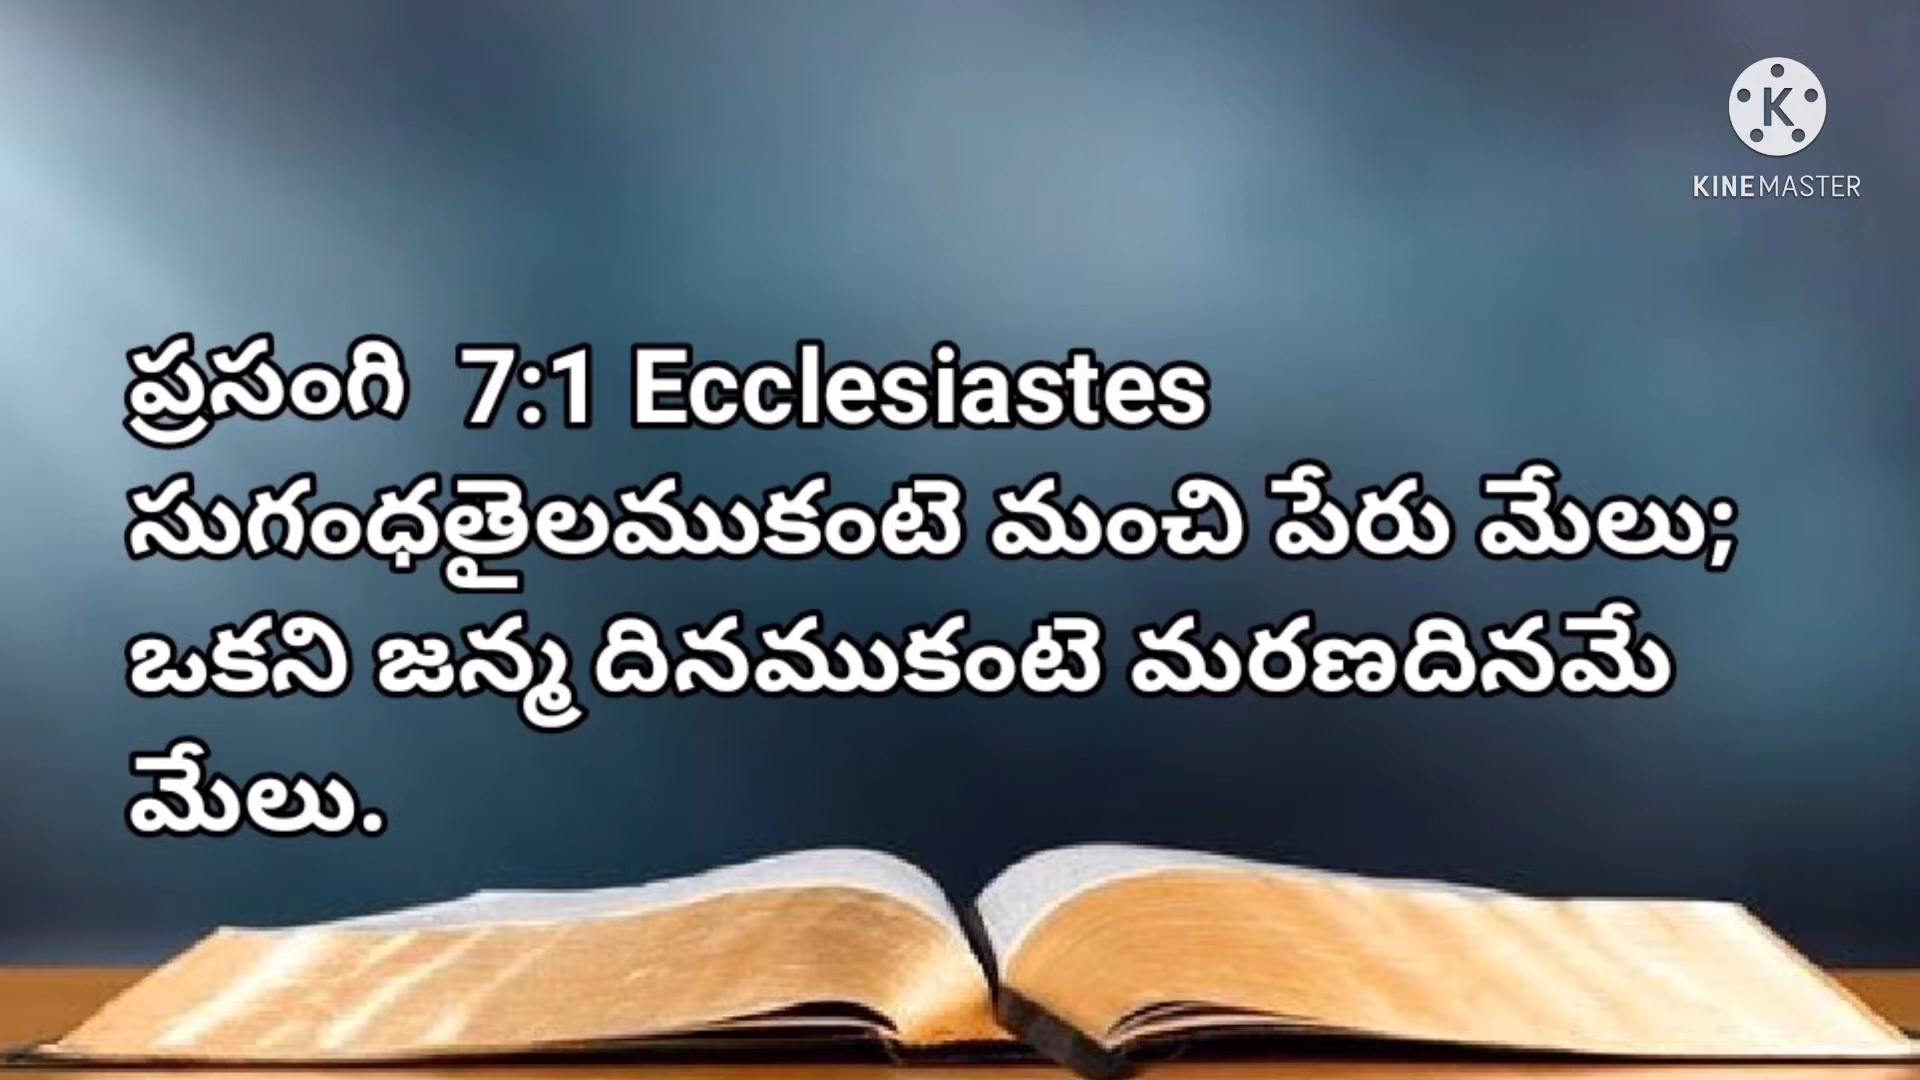 KINEMASTER
ప్రసంగి 7:1 Ecclesiastes
సుగంధతైలముకంటె మంచి పేరు మేలు;
ఒకని జన్మ దినముకంటె మరణదినమే
మేలు.